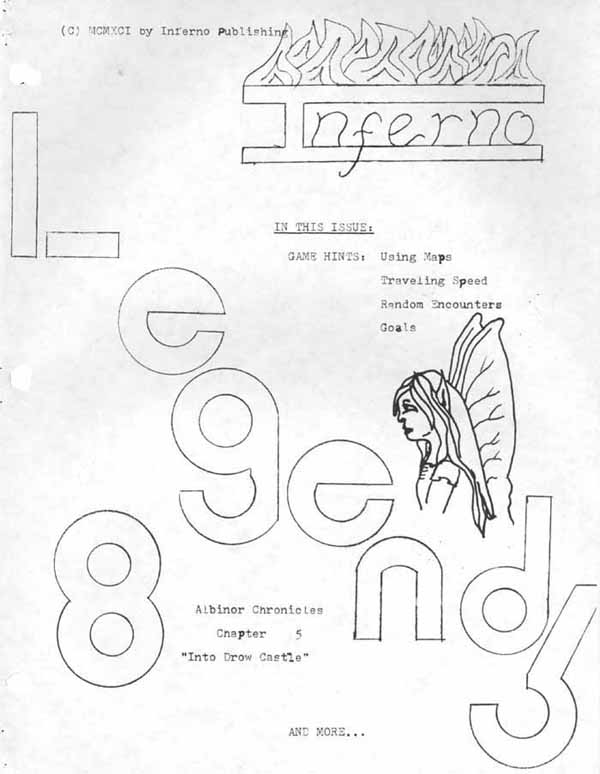 (C) MCMXCI by Inferno Publishing
Inferno
Legends
IN THIS ISSUE:
GAME HINTS: Using Maps
Traveling Speed
Random Encounters
Goals
8
Albinor Chronicles
Chapter 5
"Into Drow Castle"
AND MORE...